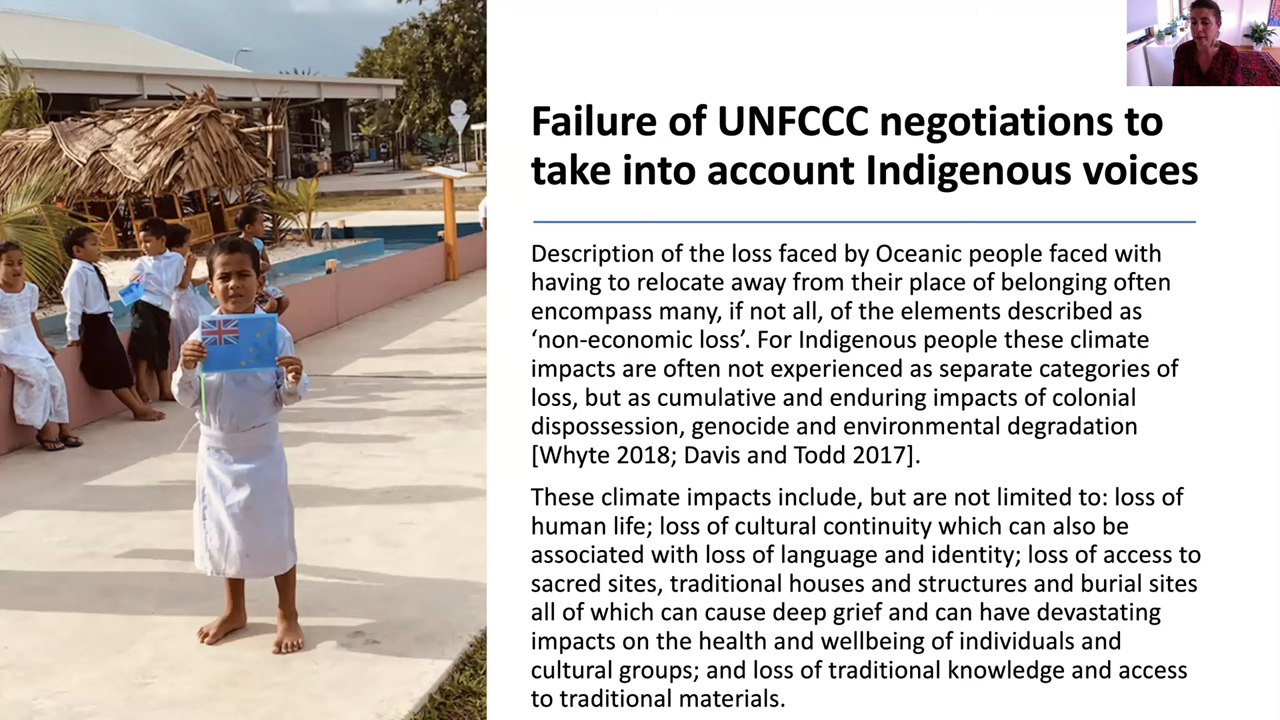 Failure of UNFCCC negotiations to
take into account Indigenous voices
Description of the loss faced by Oceanic people faced with
having to relocate away from their place of belonging often
encompass many, if not all, of the elements described as
‘non-economic loss’. For Indigenous people these climate
impacts are often not experienced as separate categories of
loss, but as cumulative and enduring impacts of colonial
dispossession, genocide and environmental degradation
[Whyte 2018; Davis and Todd 2017].
These climate impacts include, but are not limited to: loss of
human life; loss of cultural continuity which can also be
associated with loss of language and identity; loss of access to
sacred sites, traditional houses and structures and burial sites
all of which can cause deep grief and can have devastating
impacts on the health and wellbeing of individuals and
cultural groups; and loss of traditional knowledge and access
to traditional materials.